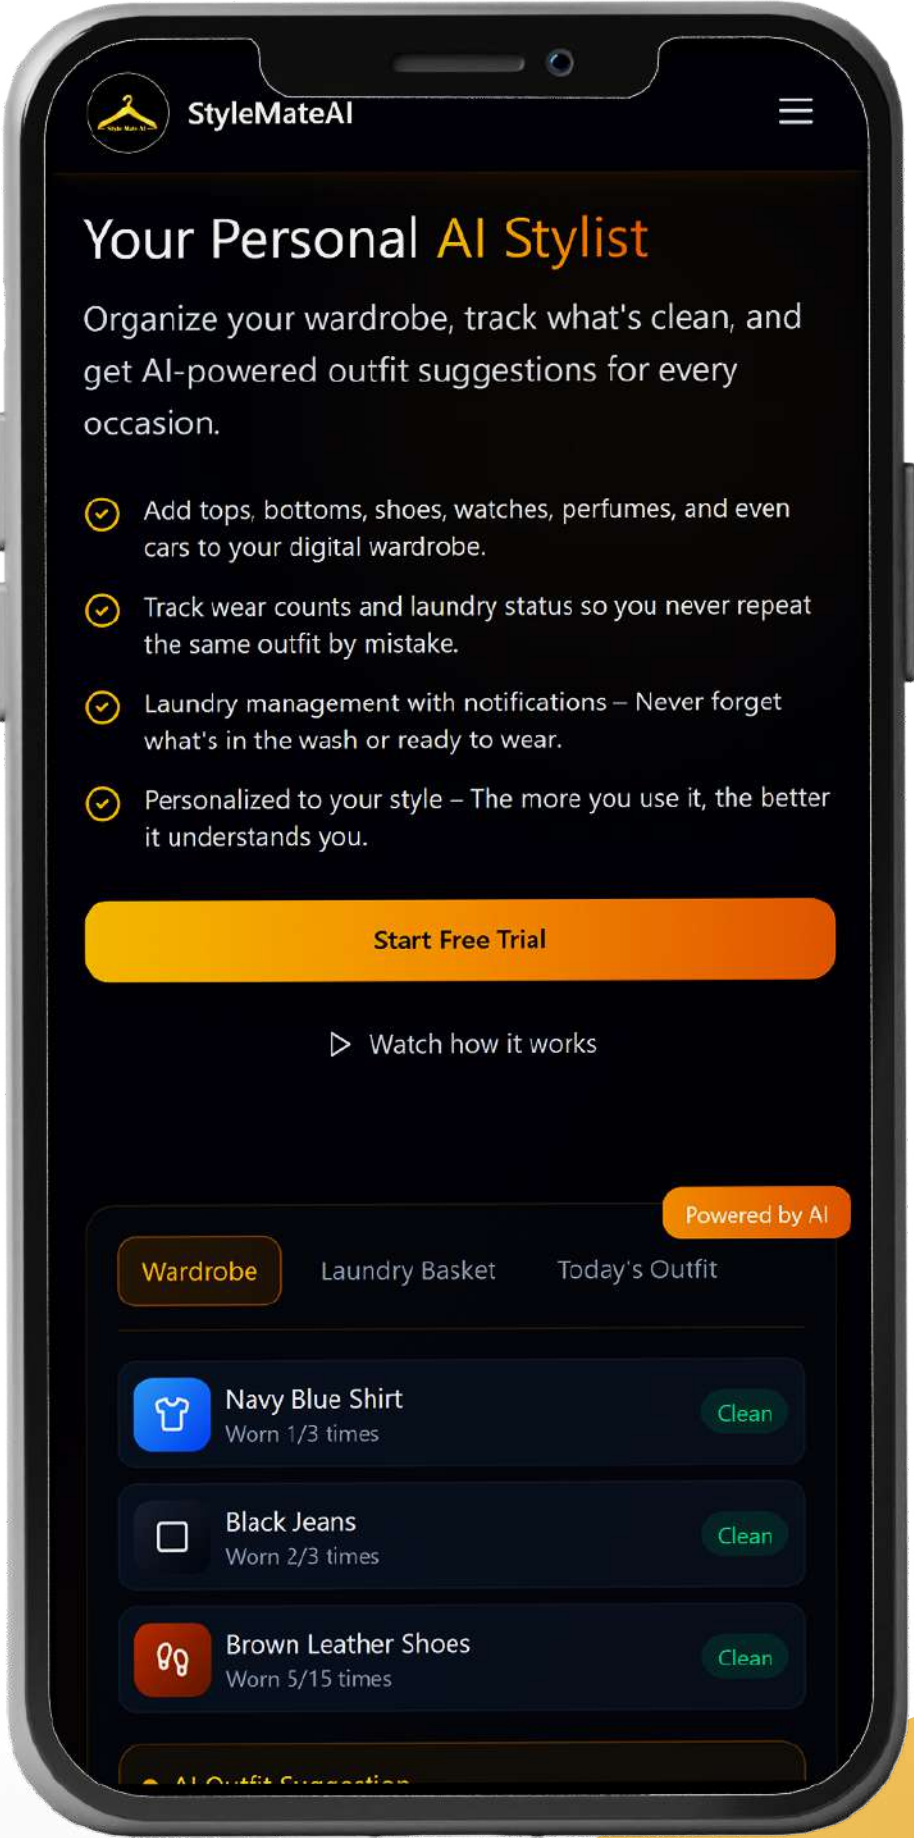 Style Mate AI
StyleMateAI
Your Personal AI Stylist
Organize your wardrobe, track what's clean, and
get AI-powered outfit suggestions for every
occasion.
Add tops, bottoms, shoes, watches, perfumes, and even
cars to your digital wardrobe.
Track wear counts and laundry status so you never repeat
the same outfit by mistake.
Laundry management with notifications – Never forget
what's in the wash or ready to wear.
Personalized to your style – The more you use it, the better
it understands you.
Start Free Trial
Watch how it works
Powered by AI
Wardrobe Laundry Basket Today's Outfit
Navy Blue Shirt
Worn 1/3 times
Clean
Black Jeans
Worn 2/3 times
Clean
Brown Leather Shoes
Worn 5/15 times
Clean
AI Outfit Suggestion